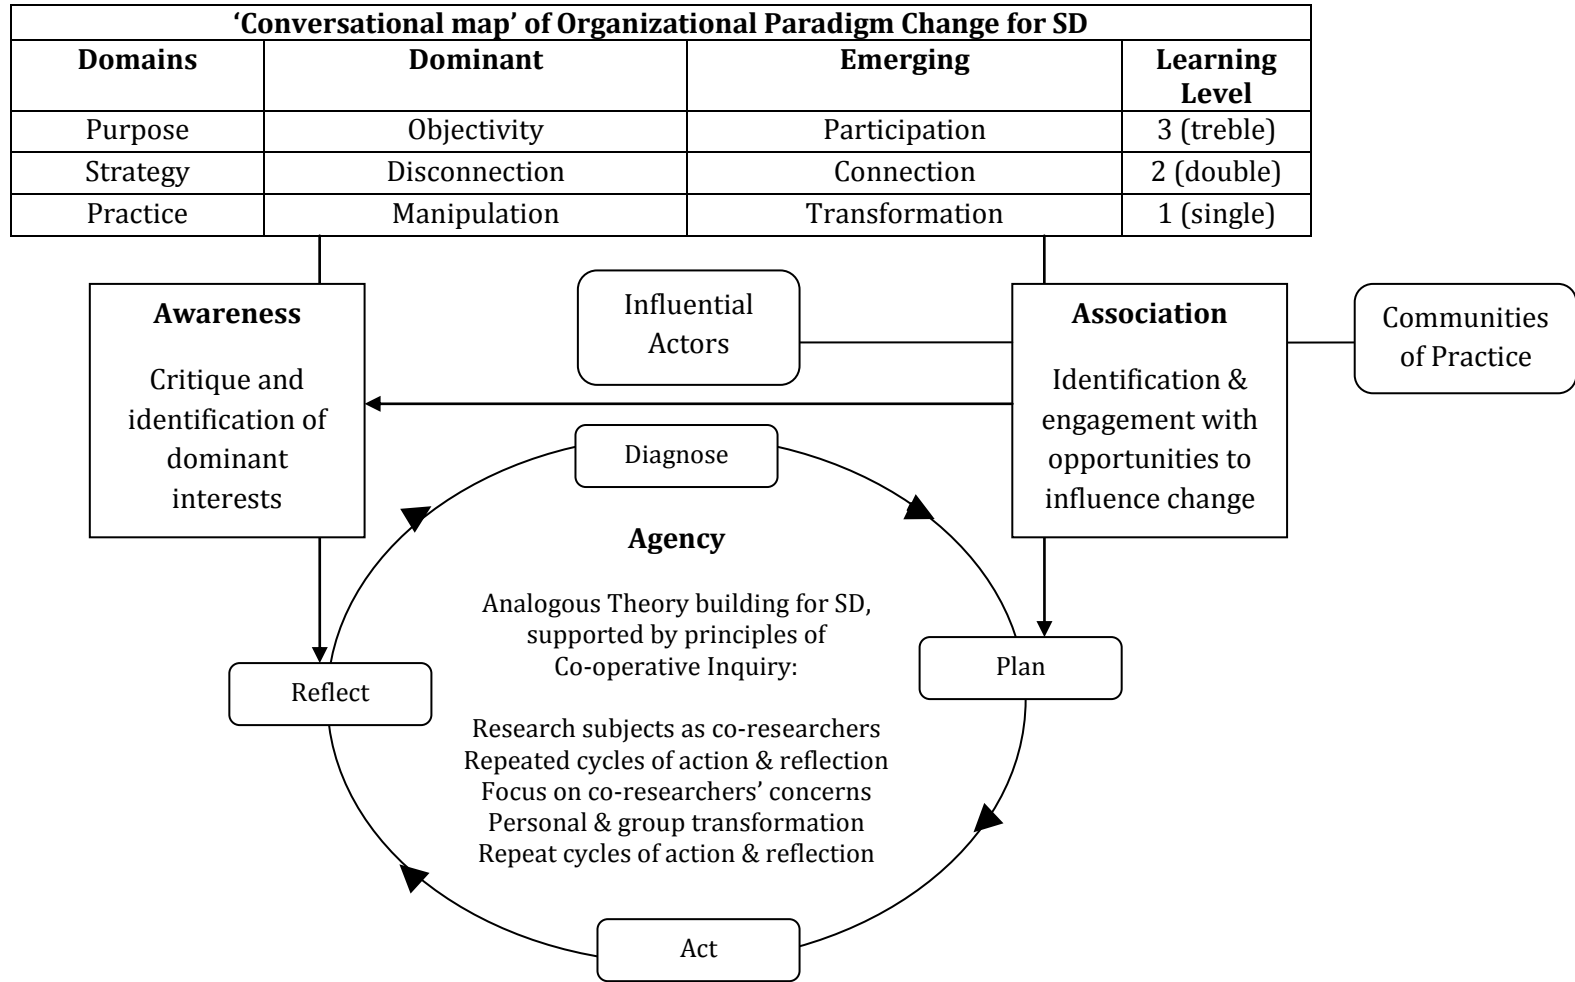 ‘Conversational map’ of Organizational Paradigm Change for SD
Domains Dominant Emerging Learning
Level
Purpose Objectivity Participation 3 (treble)
Strategy Disconnection Connection 2 (double)
Practice Manipulation Transformation 1 (single)
Awareness
Critique and
identification of
dominant
interests
Influential
Actors
Association
Identification &
engagement with
opportunities to
influence change
Communities
of Practice
Diagnose
Agency
Analogous Theory building for SD,
supported by principles of
Co-operative Inquiry:
Research subjects as co-researchers
Repeated cycles of action & reflection
Focus on co-researchers’ concerns
Personal & group transformation
Repeat cycles of action & reflection
Reflect
Plan
Act